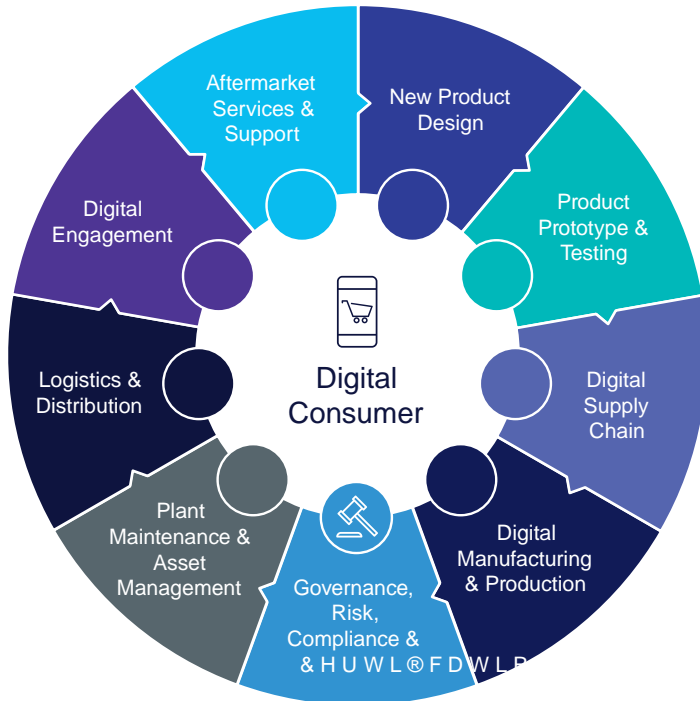 Aftermarket
Services &
Support
New Product
Design
Product
Prototype &
Testing
Digital
Supply
Chain
Digital
Manufacturing
& Production
Governance,
Risk,
Compliance &
& H U W L ® F D W L
Plant
Maintenance &
Asset
Management
Logistics &
Distribution
Digital
Engagement
Digital
Consumer